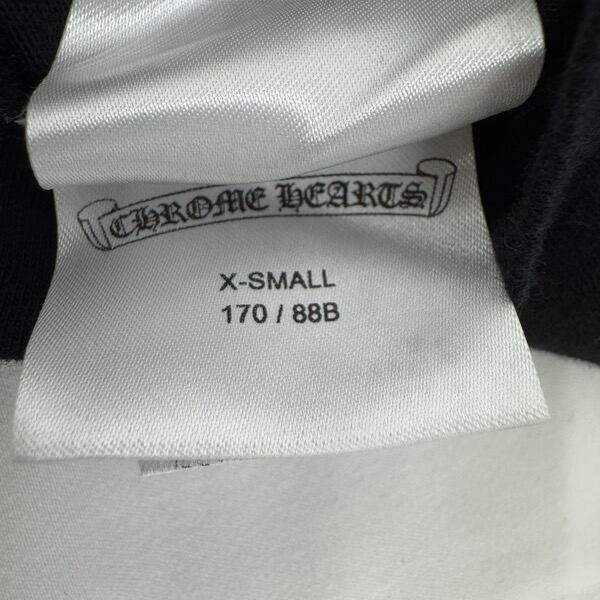 CHROME HEARTS
X-SMALL
170 / 88B